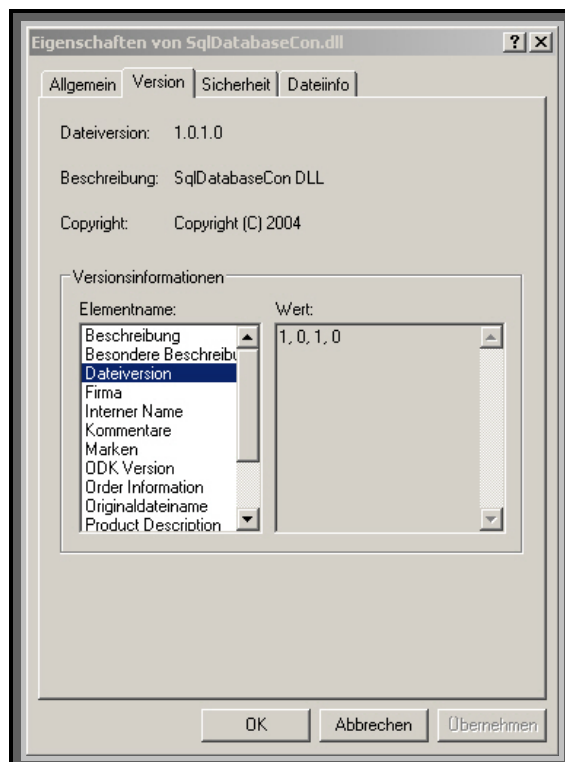 Eigenschaften von SqlDatabaseCon.dll
Allgemein Version Sicherheit Dateiinfo
Dateiversion: 1.0.1.0
Beschreibung: SqlDatabaseCon DLL
Copyright: Copyright (C) 2004
Versionsinformationen
Elementname: Wert:
Beschreibung 1, 0, 1, 0
Besondere Beschreibu
Dateiversion
Firma
Interner Name
Kommentare
Marken
ODK Version
Order Information
Originaldateiname
Product Description
OK Abbrechen Übernehmen